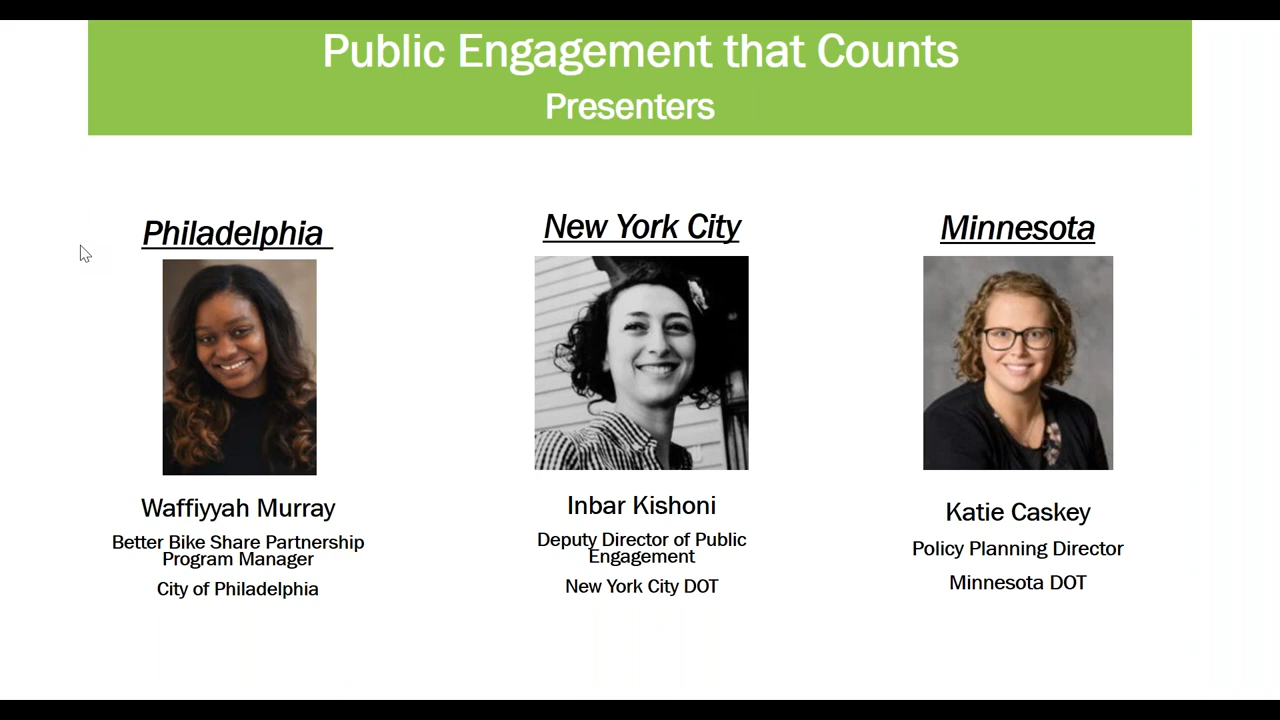 Public Engagement that Counts
Presenters
Philadelphia
Waffiyyah Murray
Better Bike Share Partnership
Program Manager
City of Philadelphia
New York City
Inbar Kishoni
Deputy Director of Public
Engagement
New York City DOT
Minnesota
Katie Caskey
Policy Planning Director
Minnesota DOT